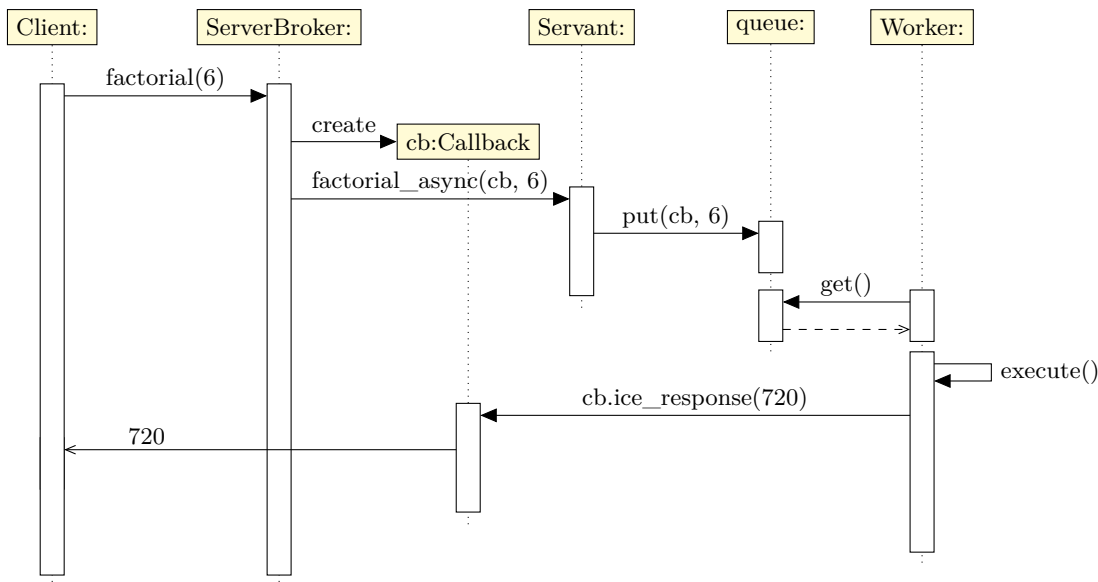 Client:
ServerBroker:
Servant:
queue:
Worker:
factorial(6)
create
cb:Callback
factorial_async(cb, 6)
put(cb, 6)
get()
execute()
cb.ice_response(720)
720